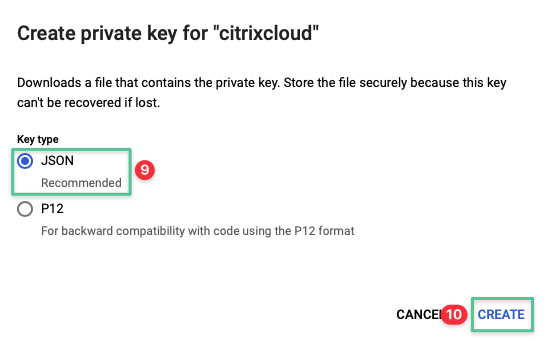 Create private key for "citrixcloud"
Downloads a file that contains the private key. Store the file securely because this key
can't be recovered if lost.
Key type
JSON
9
Recommended
P12
For backward compatibility with code using the P12 format
CANCEL
10
CREATE